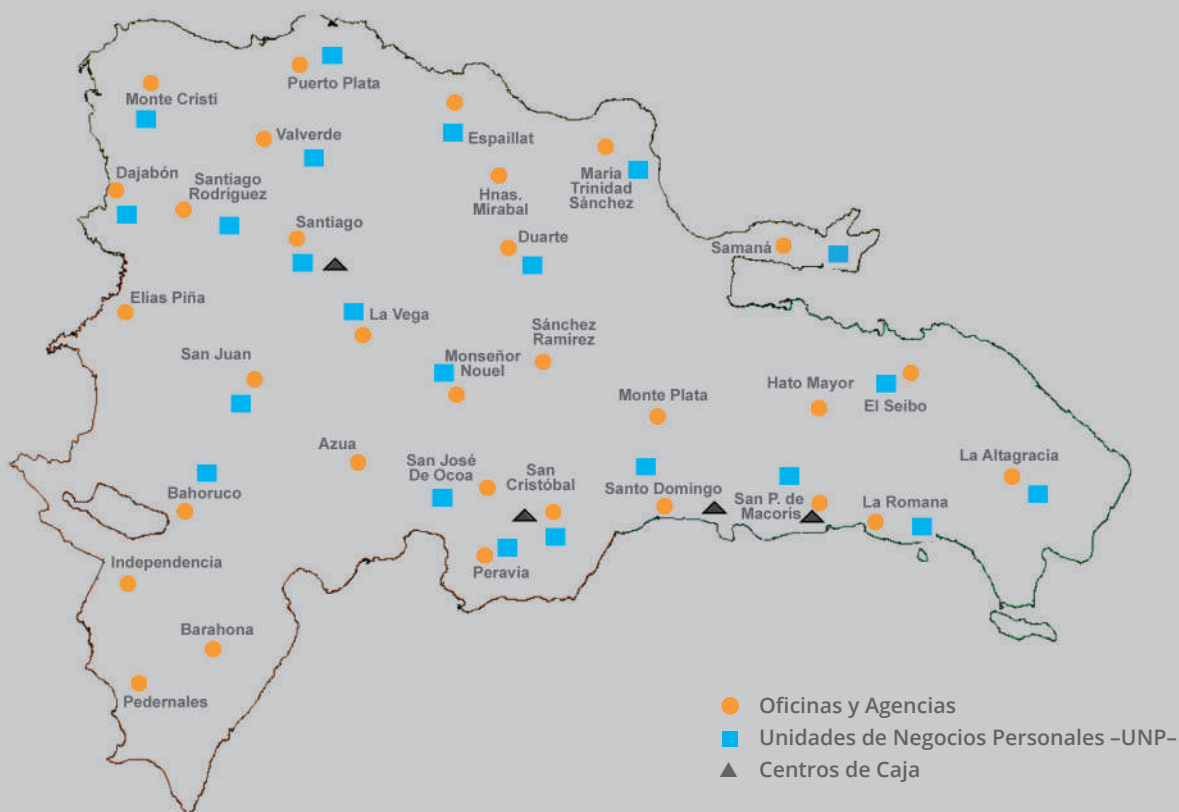 Puerto Plata
Monte Cristi
Valverde
Espaillat
Dajabón
Santiago
Rodríguez
Hnas.
Mirabal
María
Trinidad
Sánchez
Santiago
Duarte
Samaná
Elías Piña
La Vega
Sánchez
Ramírez
San Juan
Monseñor
Nouel
Monte Plata
Hato Mayor
El Seibo
Azua
San José
De Ocoa
San
Cristóbal
Santo Domingo
San P. de
Macoris
La Romana
La Altagracia
Bahoruco
Peravia
Independencia
Barahona
Pedernales
Oficinas y Agencias
Unidades de Negocios Personales –UNP–
Centros de Caja